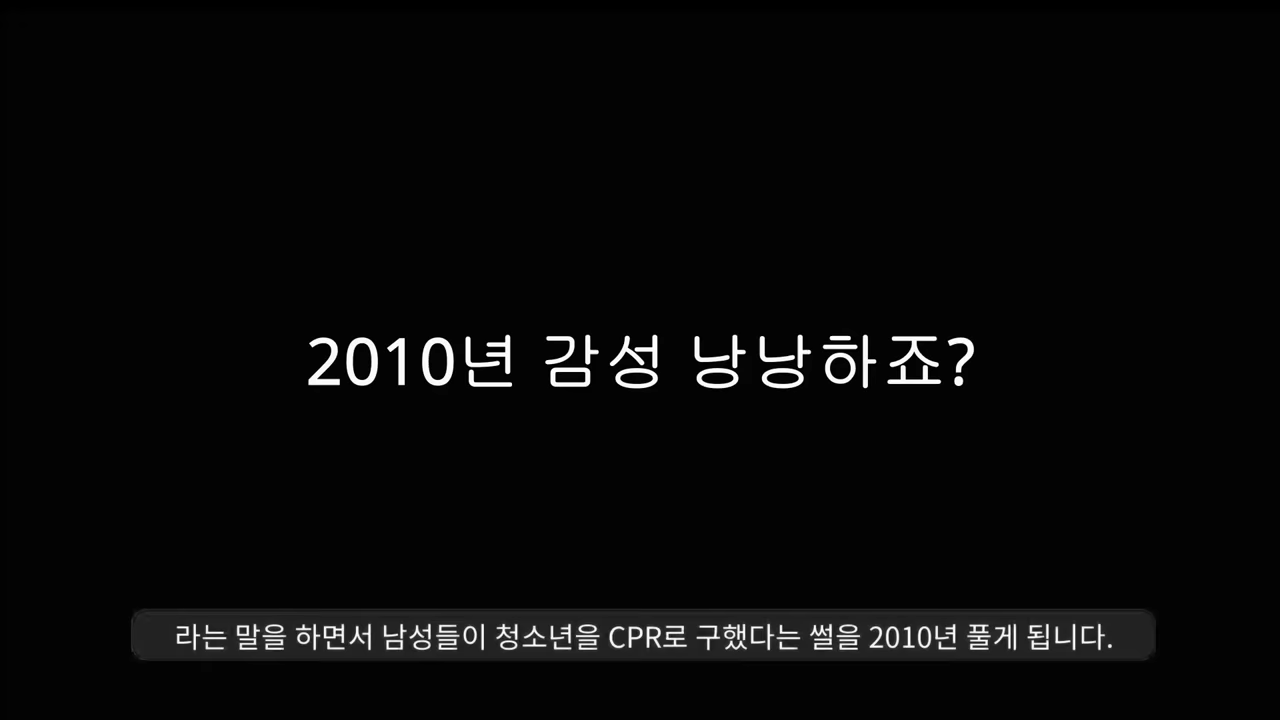 2010년 감성 낭낭하죠?
라는 말을 하면서 남성들이 청소년을 CPR로 구했다는 썰을 2010년 풀게 됩니다.